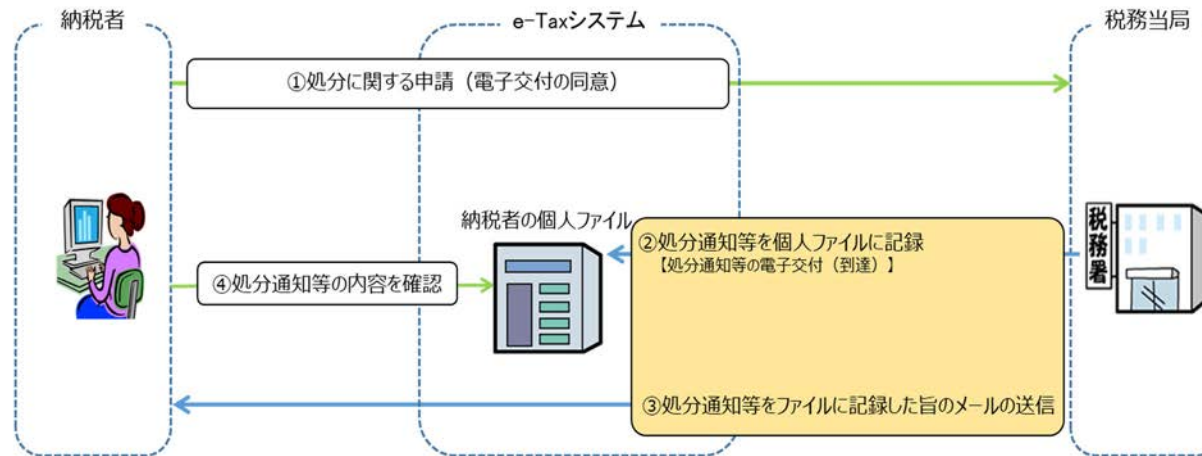 納税者
e-Taxシステム
税務当局
①処分に関する申請（電子交付の同意）
納税者の個人ファイル
②処分通知等を個人ファイルに記録
【処分通知等の電子交付（到達）】
税務署
④処分通知等の内容を確認
③処分通知等をファイルに記録した旨のメールの送信